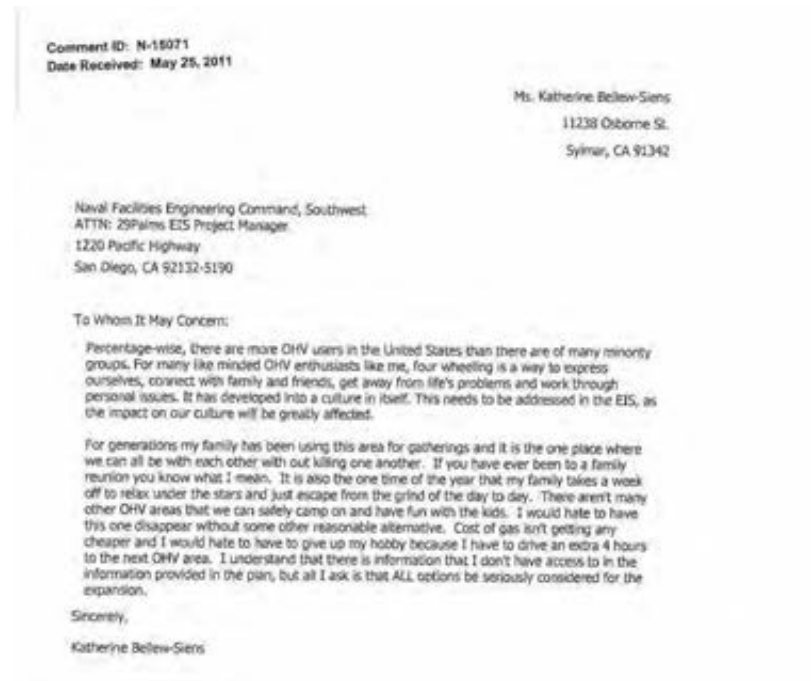 Comment ID: N-15071
Date Received: May 25, 2011
Ms. Katherine Bellew-Siens
11238 Osborne St.
Sylmar, CA 91342
Naval Facilities Engineering Command, Southwest
ATTN: 29Palms EIS Project Manager
1220 Pacific Highway
San Diego, CA 92132-5190
To Whom It May Concern:
Percentage-wise, there are more OHV users in the United States than there are of many minority
groups. For many like minded OHV enthusiasts like me, four wheeling is a way to express
ourselves, connect with family and friends, get away from life's problems and work through
personal issues. It has developed into a culture in itself. This needs to be addressed in the EIS, as
the impact on our culture will be greatly affected.
For generations my family has been using this area for gatherings and it is the one place where
we can all be with each other with out killing one another. If you have ever been to a family
reunion you know what I mean. It is also the one time of the year that my family takes a week
off to relax under the stars and just escape from the grind of the day to day. There aren't many
other OHV areas that we can safely camp on and have fun with the kids. I would hate to have
this one disappear without some other reasonable alternative. Cost of gas isn't getting any
cheaper and I would hate to have to give up my hobby because I have to drive an extra 4 hours
to the next OHV area. I understand that there is information that I don't have access to in the
information provided in the plan, but all I ask is that ALL options be seriously considered for the
expansion.
Sincerely,
Katherine Bellew-Siens